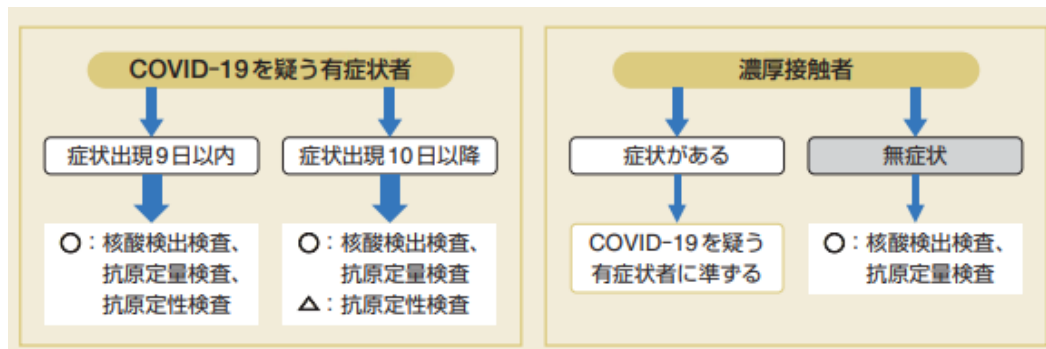 COVID-19を疑う有症状者
症状出現9日以内
症状出現10日以降
○：核酸検出検査、
抗原定量検査、
抗原定性検査
○：核酸検出検査、
抗原定量検査
△：抗原定性検査
濃厚接触者
症状がある
無症状
COVID-19を疑う
有症状者に準ずる
○：核酸検出検査、
抗原定量検査